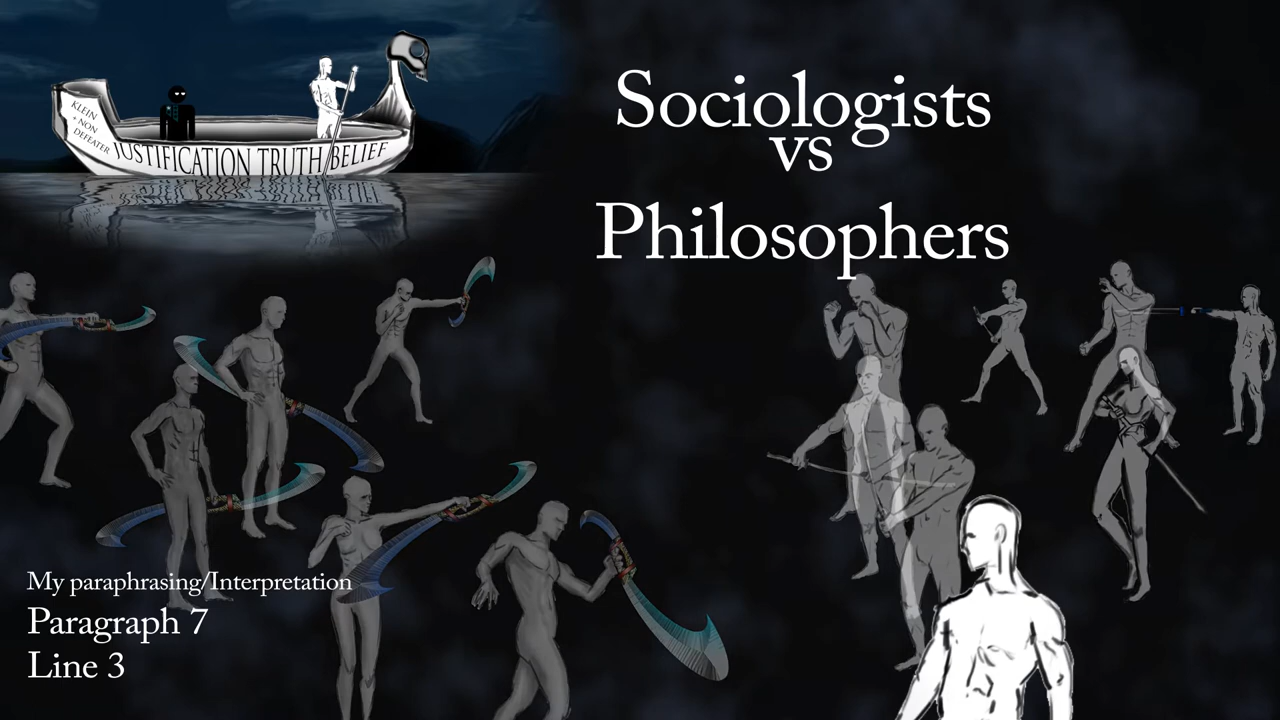 KLEIN
+ NON
DEFEATER
JUSTIFICATION TRUTH BELIEF
Sociologists
vs
Philosophers
My paraphrasing/Interpretation
Paragraph 7
Line 3